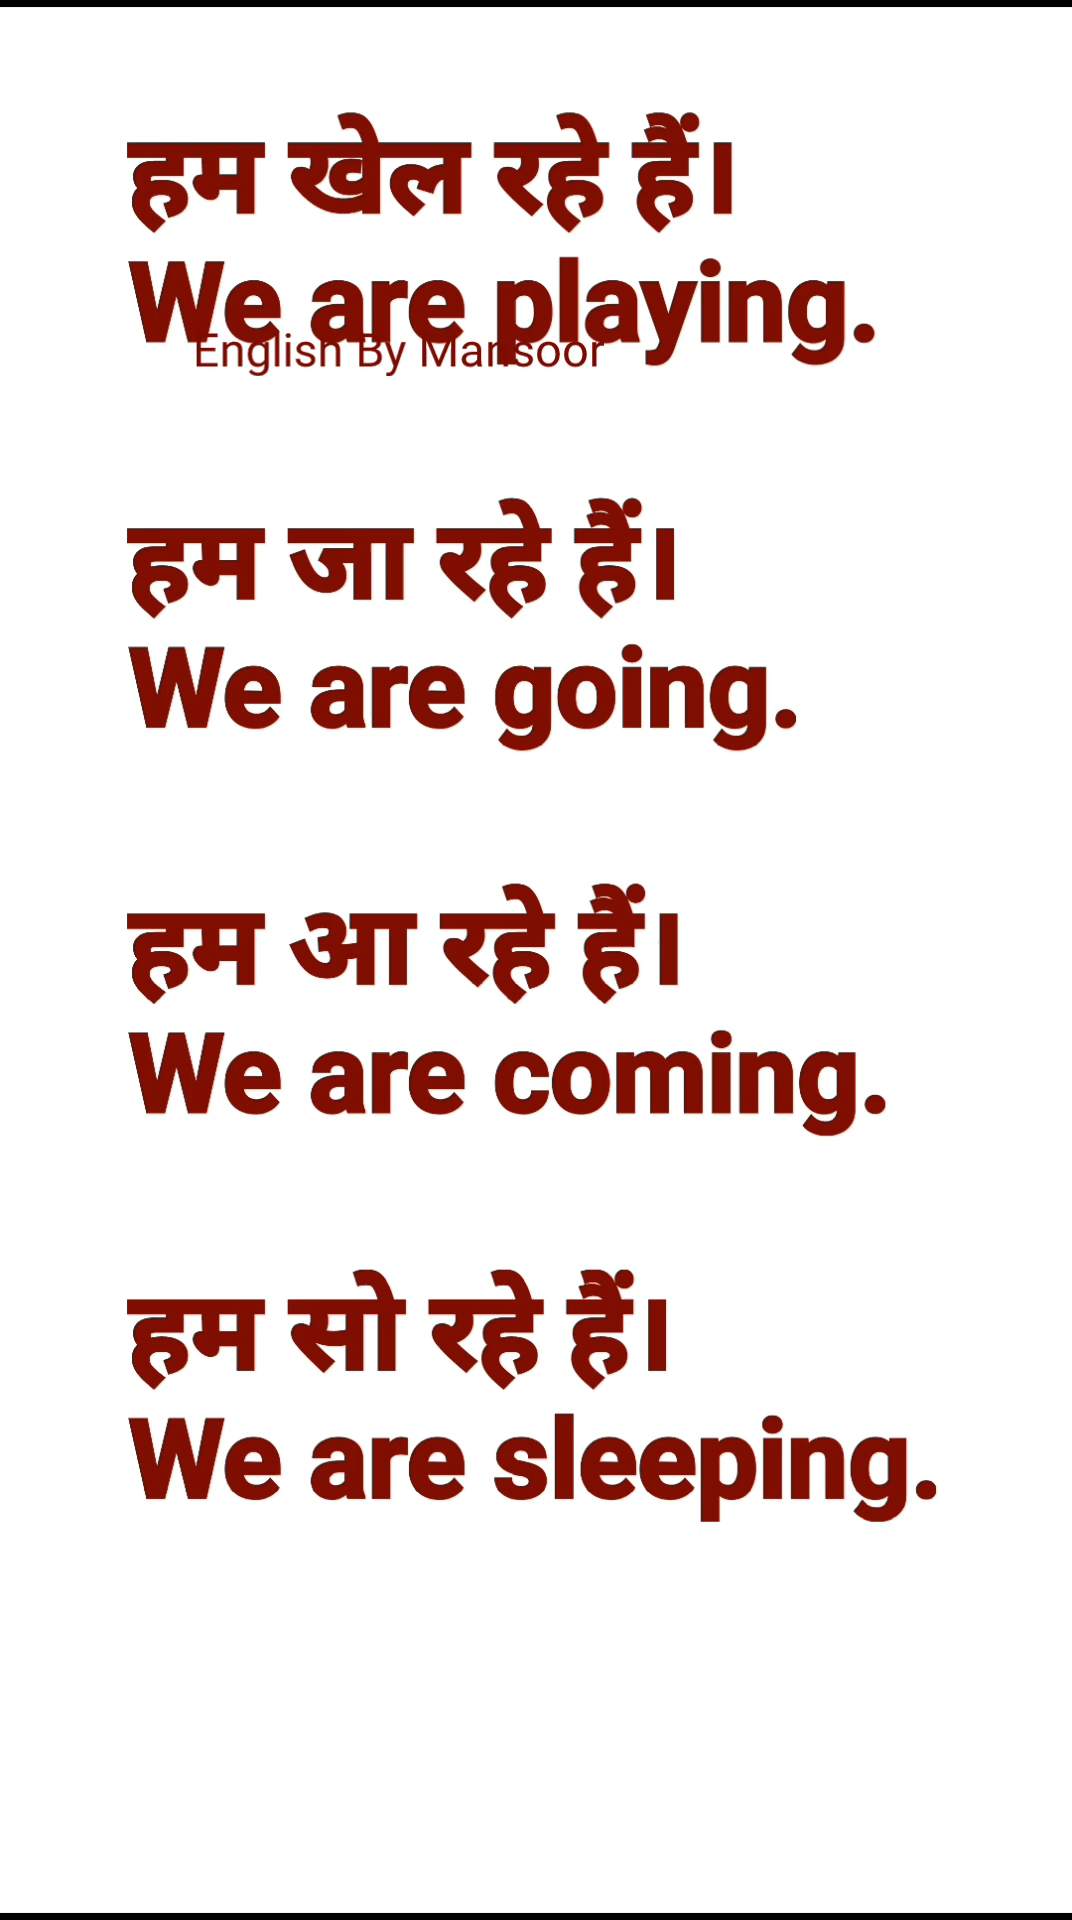 हम खेल रहे हैं।
We are playing.
English By Mansoor
हम जा रहे हैं।
We are going.
हम आ रहे हैं।
We are coming.
हम सो रहे हैं।
We are sleeping.